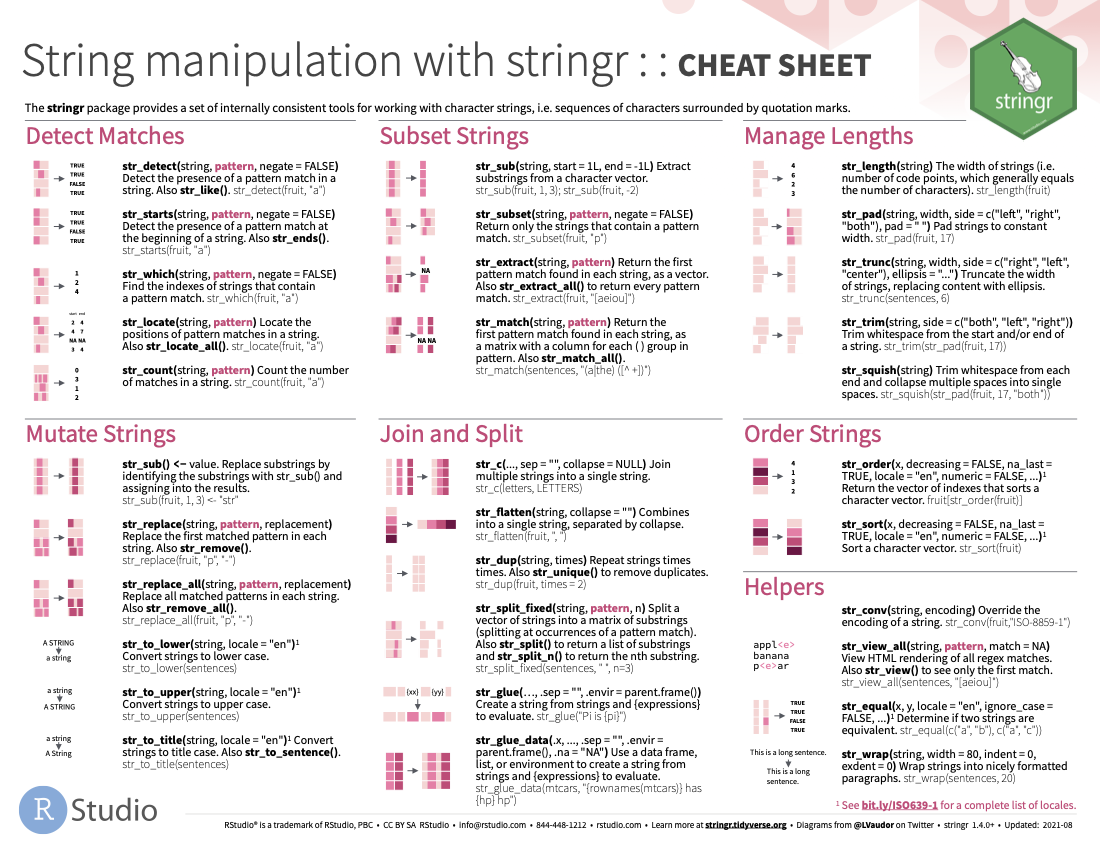 String manipulation with stringr : : CHEAT SHEET
The stringr package provides a set of internally consistent tools for working with character strings, i.e. sequences of characters surrounded by quotation marks.
stringr
Detect Matches
TRUE
TRUE
FALSE
TRUE
str_detect(string, pattern, negate = FALSE)
Detect the presence of a pattern match in a
string. Also str_like(). str_detect(fruit, "a")
TRUE
TRUE
FALSE
TRUE
str_starts(string, pattern, negate = FALSE)
Detect the presence of a pattern match at
the beginning of a string. Also str_ends().
str_starts(fruit, "a")
1
2
4
str_which(string, pattern, negate = FALSE)
Find the indexes of strings that contain
a pattern match. str_which(fruit, "a")
start end
2 4
4 7
NA NA
3 4
str_locate(string, pattern) Locate the
positions of pattern matches in a string.
Also str_locate_all(). str_locate(fruit, "a")
0
3
1
2
str_count(string, pattern) Count the number
of matches in a string. str_count(fruit, "a")
Subset Strings
str_sub(string, start = 1L, end = -1L) Extract
substrings from a character vector.
str_sub(fruit, 1, 3); str_sub(fruit, -2)
str_subset(string, pattern, negate = FALSE)
Return only the strings that contain a pattern
match. str_subset(fruit, "p")
NA
str_extract(string, pattern) Return the first
pattern match found in each string, as a vector.
Also str_extract_all() to return every pattern
match. str_extract(fruit, "[aeiou]")
NA NA
str_match(string, pattern) Return the
first pattern match found in each string, as
a matrix with a column for each ( ) group in
pattern. Also str_match_all().
str_match(sentences, "(a|the) ([^ +])")
Manage Lengths
4
6
2
3
str_length(string) The width of strings (i.e.
number of code points, which generally equals
the number of characters). str_length(fruit)
str_pad(string, width, side = c("left", "right",
"both"), pad = " ") Pad strings to constant
width. str_pad(fruit, 17)
str_trunc(string, width, side = c("right", "left",
"center"), ellipsis = "...") Truncate the width
of strings, replacing content with ellipsis.
str_trunc(sentences, 6)
str_trim(string, side = c("both", "left", "right"))
Trim whitespace from the start and/or end of
a string. str_trim(str_pad(fruit, 17))
str_squish(string) Trim whitespace from each
end and collapse multiple spaces into single
spaces. str_squish(str_pad(fruit, 17, "both"))
Mutate Strings
str_sub() <- value. Replace substrings by
identifying the substrings with str_sub() and
assigning into the results.
str_sub(fruit, 1, 3) <- "str"
str_replace(string, pattern, replacement)
Replace the first matched pattern in each
string. Also str_remove().
str_replace(fruit, "p", "-")
str_replace_all(string, pattern, replacement)
Replace all matched patterns in each string.
Also str_remove_all().
str_replace_all(fruit, "p", "-")
A STRING
a string
str_to_lower(string, locale = "en")¹
Convert strings to lower case.
str_to_lower(sentences)
a string
A STRING
str_to_upper(string, locale = "en")¹
Convert strings to upper case.
str_to_upper(sentences)
a string
A String
str_to_title(string, locale = "en")¹ Convert
strings to title case. Also str_to_sentence().
str_to_title(sentences)
Join and Split
str_c(..., sep = "", collapse = NULL) Join
multiple strings into a single string.
str_c(letters, LETTERS)
str_flatten(string, collapse = "") Combines
into a single string, separated by collapse.
str_flatten(fruit, ", ")
str_dup(string, times) Repeat strings times
times. Also str_unique() to remove duplicates.
str_dup(fruit, times = 2)
str_split_fixed(string, pattern, n) Split a
vector of strings into a matrix of substrings
(splitting at occurrences of a pattern match).
Also str_split() to return a list of substrings
and str_split_n() to return the nth substring.
str_split_fixed(sentences, " ", n=3)
{xx} {yy}
str_glue(…, .sep = "", .envir = parent.frame())
Create a string from strings and {expressions}
to evaluate. str_glue("Pi is {pi}")
str_glue_data(.x, ..., .sep = "", .envir =
parent.frame(), .na = "NA") Use a data frame,
list, or environment to create a string from
strings and {expressions} to evaluate.
str_glue_data(mtcars, "{rownames(mtcars)} has
{hp} hp")
Order Strings
4
1
3
2
str_order(x, decreasing = FALSE, na_last =
TRUE, locale = "en", numeric = FALSE, ...)¹
Return the vector of indexes that sorts a
character vector. fruit[str_order(fruit)]
str_sort(x, decreasing = FALSE, na_last =
TRUE, locale = "en", numeric = FALSE, ...)¹
Sort a character vector. str_sort(fruit)
Helpers
str_conv(string, encoding) Override the
encoding of a string. str_conv(fruit,"ISO-8859-1")
appl<e>
banana
p<e>ar
str_view_all(string, pattern, match = NA)
View HTML rendering of all regex matches.
Also str_view() to see only the first match.
str_view_all(sentences, "[aeiou]")
TRUE
TRUE
FALSE
TRUE
str_equal(x, y, locale = "en", ignore_case =
FALSE, ...)¹ Determine if two strings are
equivalent. str_equal(c("a", "b"), c("a", "c"))
This is a long sentence.
This is a long
sentence.
str_wrap(string, width = 80, indent = 0,
exdent = 0) Wrap strings into nicely formatted
paragraphs. str_wrap(sentences, 20)
¹ See bit.ly/ISO639-1 for a complete list of locales.
R Studio
RStudio® is a trademark of RStudio, PBC • CC BY SA RStudio • info@rstudio.com • 844-448-1212 • rstudio.com • Learn more at stringr.tidyverse.org • Diagrams from @LVaudor on Twitter • stringr 1.4.0+ • Updated: 2021-08